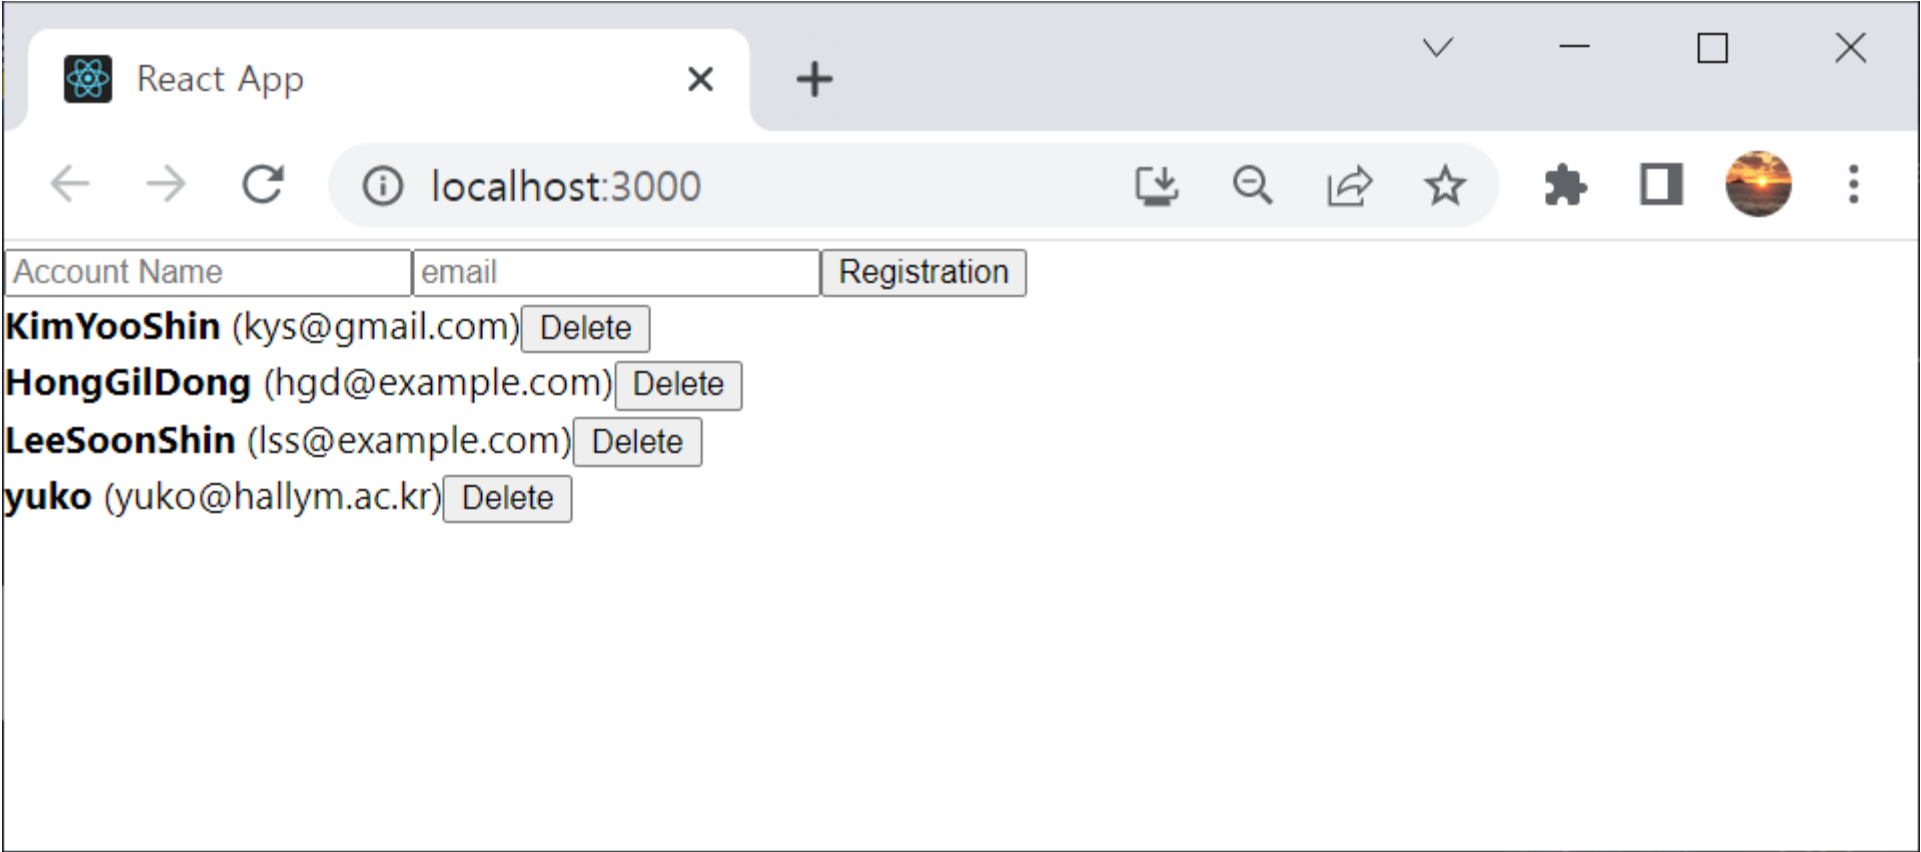 React App
localhost:3000
Account Name email Registration
KimYooShin (kys@gmail.com) Delete
HongGilDong (hgd@example.com) Delete
LeeSoonShin (lss@example.com) Delete
yuko (yuko@hallym.ac.kr) Delete